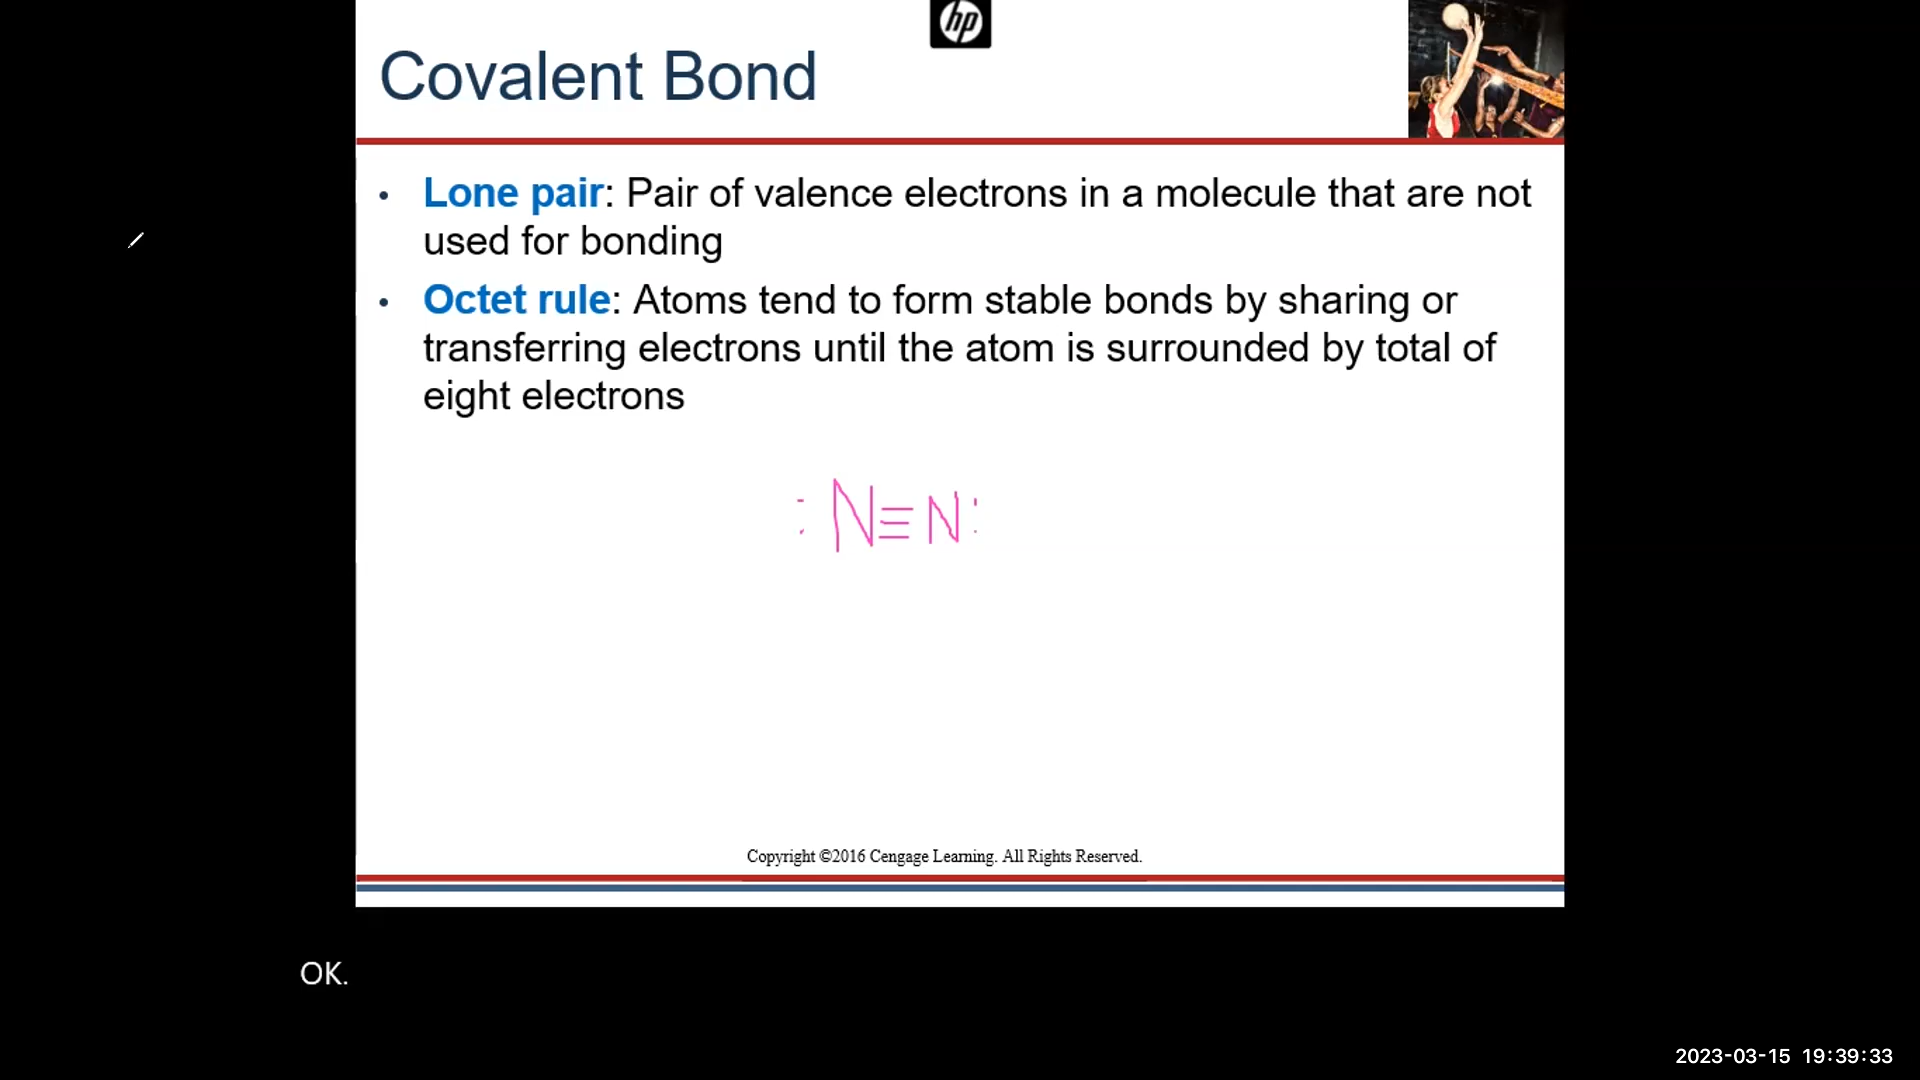 hp
Covalent Bond
• Lone pair: Pair of valence electrons in a molecule that are not
used for bonding
• Octet rule: Atoms tend to form stable bonds by sharing or
transferring electrons until the atom is surrounded by total of
eight electrons
:N≡N:
Copyright ©2016 Cengage Learning. All Rights Reserved.
OK.
2023-03-15 19:39:33